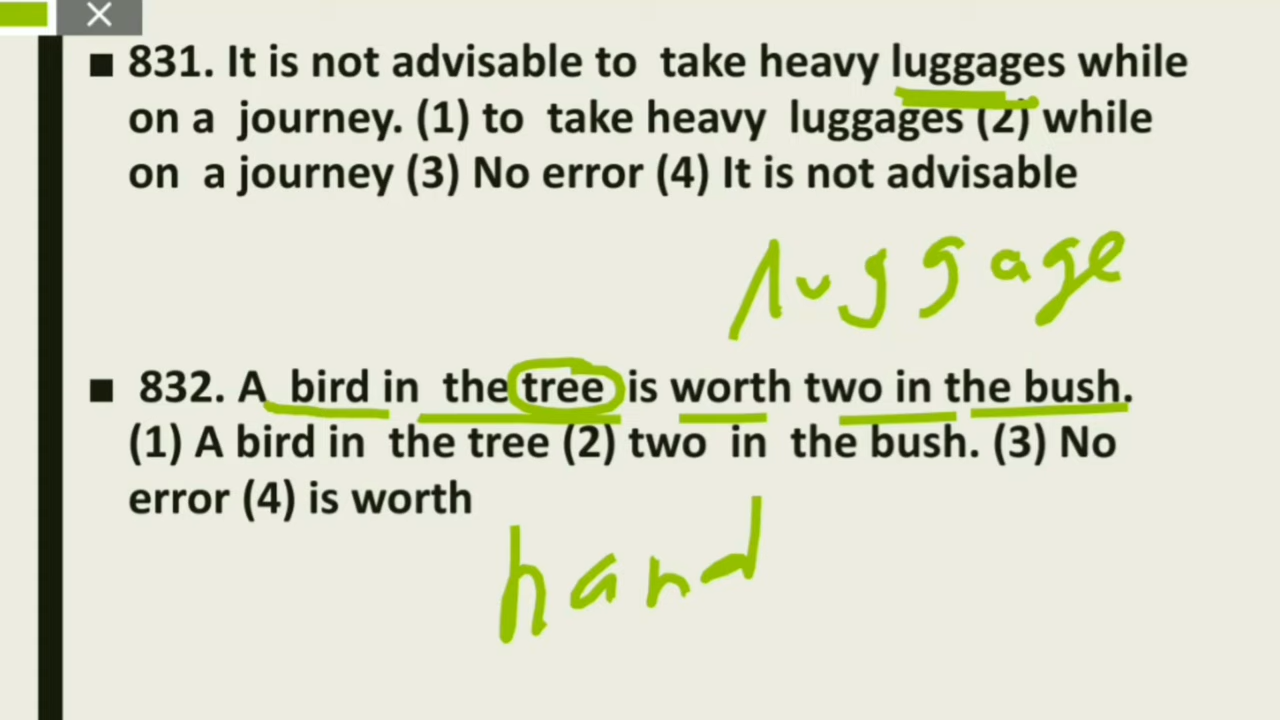 ■ 831. It is not advisable to take heavy luggages while
on a journey. (1) to take heavy luggages (2) while
on a journey (3) No error (4) It is not advisable
luggage
■ 832. A bird in the tree is worth two in the bush.
(1) A bird in the tree (2) two in the bush. (3) No
error (4) is worth
hand